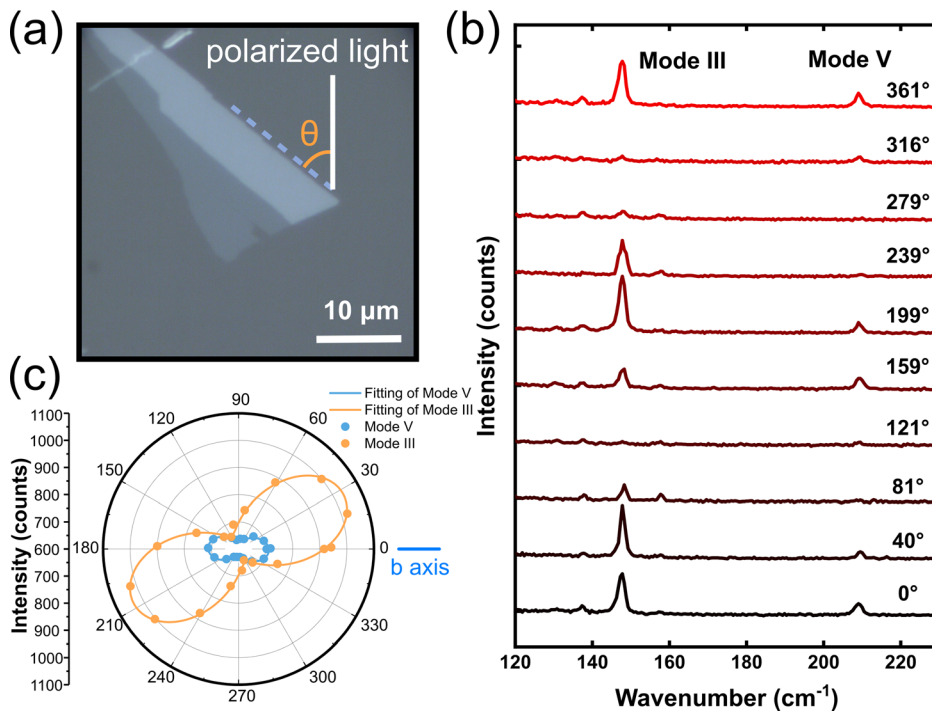 (a)
polarized light
θ
10 μm
(b)
Mode III
Mode V
361°
316°
279°
239°
199°
159°
121°
81°
40°
0°
Intensity (counts)
120
140
160
180
200
220
Wavenumber (cm⁻¹)
(c)
Fitting of Mode V
Fitting of Mode III
Mode V
Mode III
Intensity (counts)
1100
1000
900
800
700
600
700
800
900
1000
1100
90
60
30
0
330
300
270
240
210
180
150
120
b axis